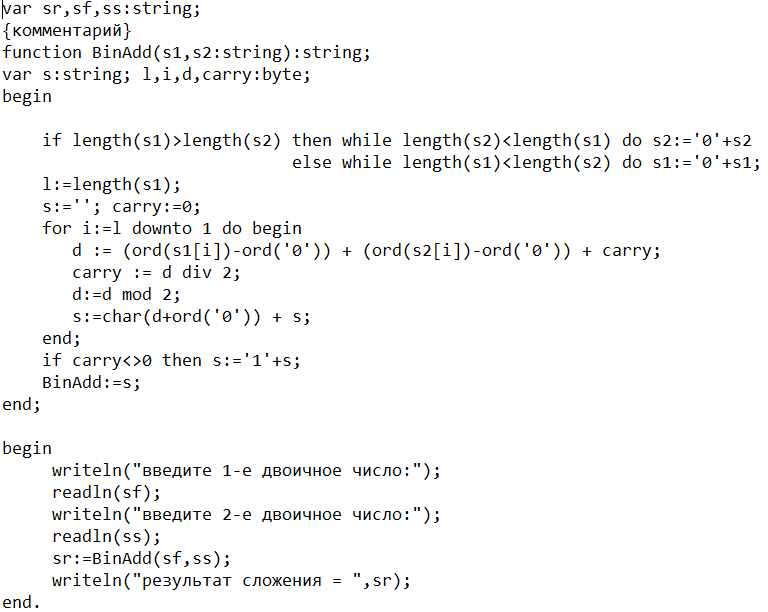 var sr,sf,ss:string;
{комментарий}
function BinAdd(s1,s2:string):string;
var s:string; l,i,d,carry:byte;
begin
if length(s1)>length(s2) then while length(s2)<length(s1) do s2:='0'+s2
else while length(s1)<length(s2) do s1:='0'+s1;
l:=length(s1);
s:=''; carry:=0;
for i:=l downto 1 do begin
d := (ord(s1[i])-ord('0')) + (ord(s2[i])-ord('0')) + carry;
carry := d div 2;
d:=d mod 2;
s:=char(d+ord('0')) + s;
end;
if carry<>0 then s:='1'+s;
BinAdd:=s;
end;
begin
writeln("введите 1-е двоичное число:");
readln(sf);
writeln("введите 2-е двоичное число:");
readln(ss);
sr:=BinAdd(sf,ss);
writeln("результат сложения = ",sr);
end.